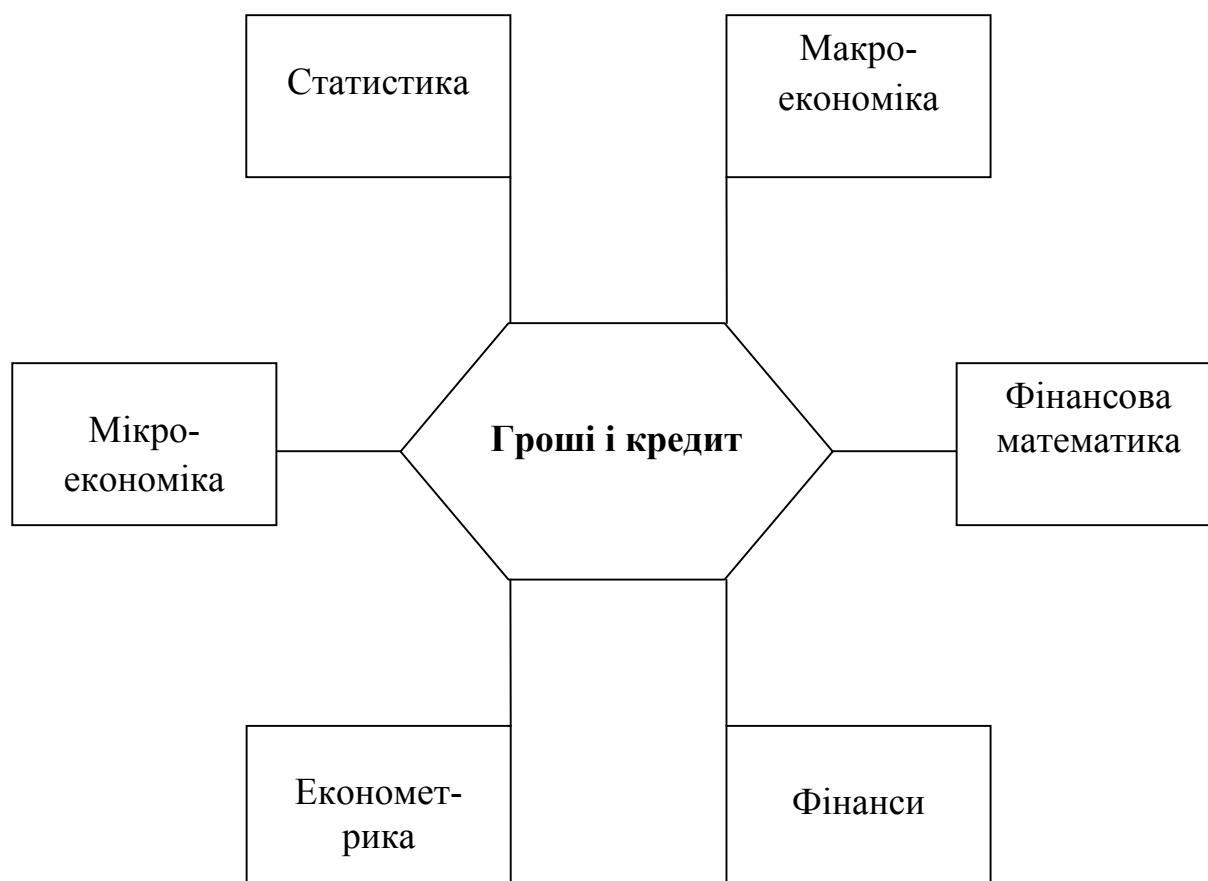 Статистика
Макро-
економіка
Мікро-
економіка
Гроші і кредит
Фінансова
математика
Економет-
рика
Фінанси